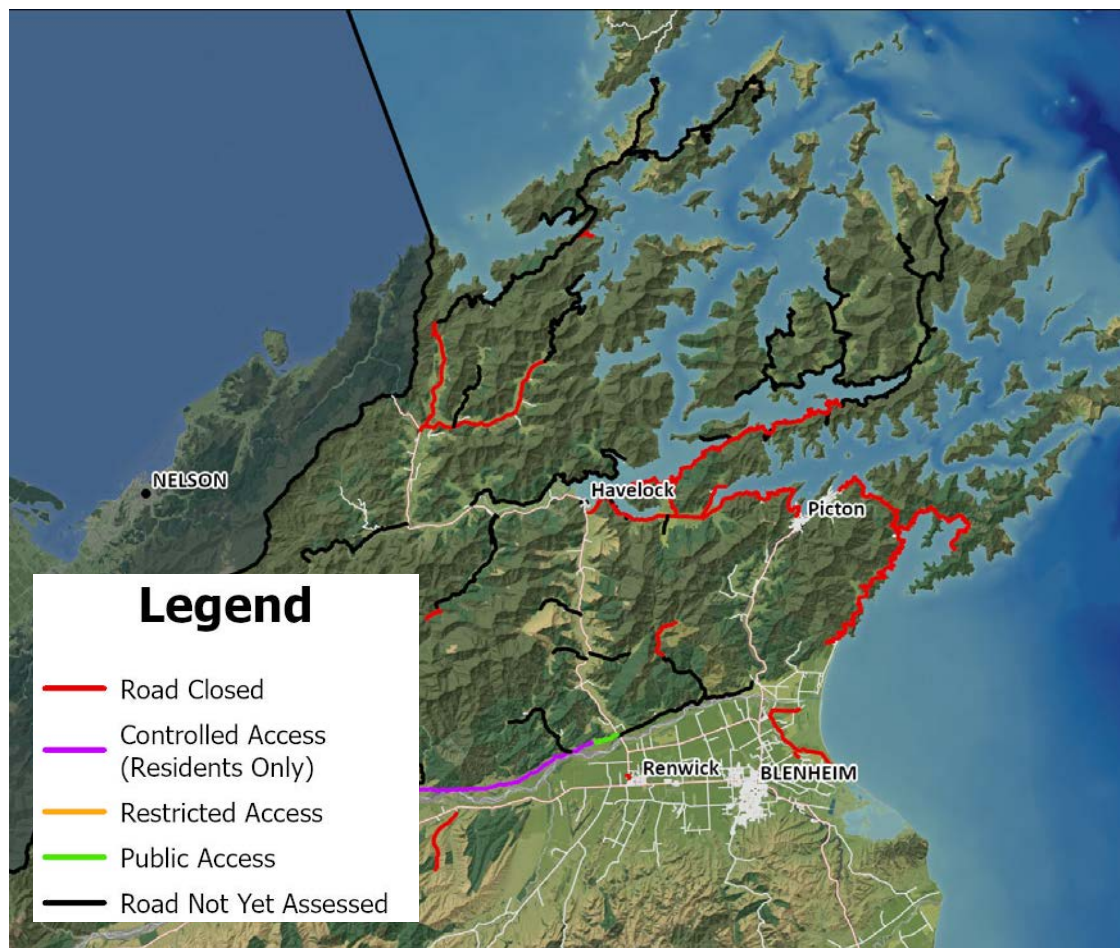 NELSON
Havelock
Picton
Renwick
BLENHEIM
Legend
Road Closed
Controlled Access
(Residents Only)
Restricted Access
Public Access
Road Not Yet Assessed